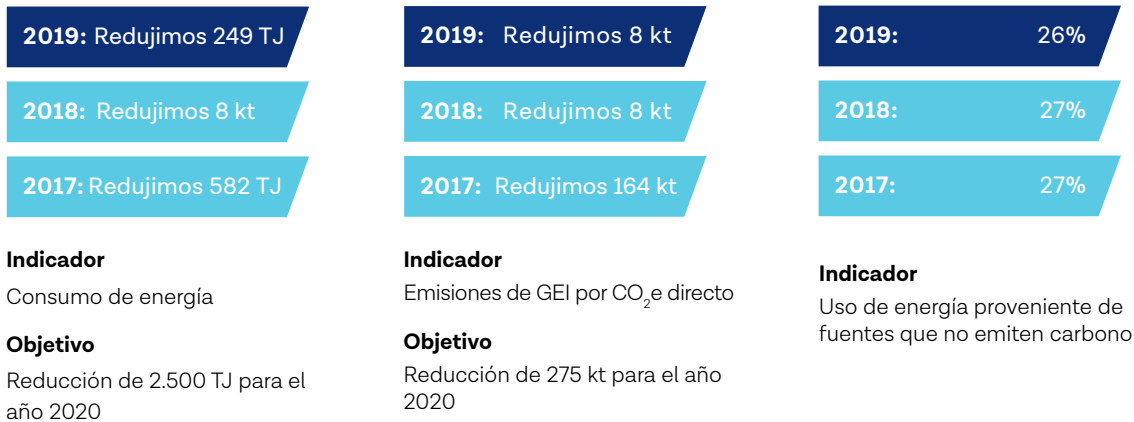 2019: Redujimos 249 TJ
2018: Redujimos 8 kt
2017: Redujimos 582 TJ
Indicador
Consumo de energía
Objetivo
Reducción de 2.500 TJ para el
año 2020
2019: Redujimos 8 kt
2018: Redujimos 8 kt
2017: Redujimos 164 kt
Indicador
Emisiones de GEI por CO₂e directo
Objetivo
Reducción de 275 kt para el año
2020
2019: 26%
2018: 27%
2017: 27%
Indicador
Uso de energía proveniente de
fuentes que no emiten carbono